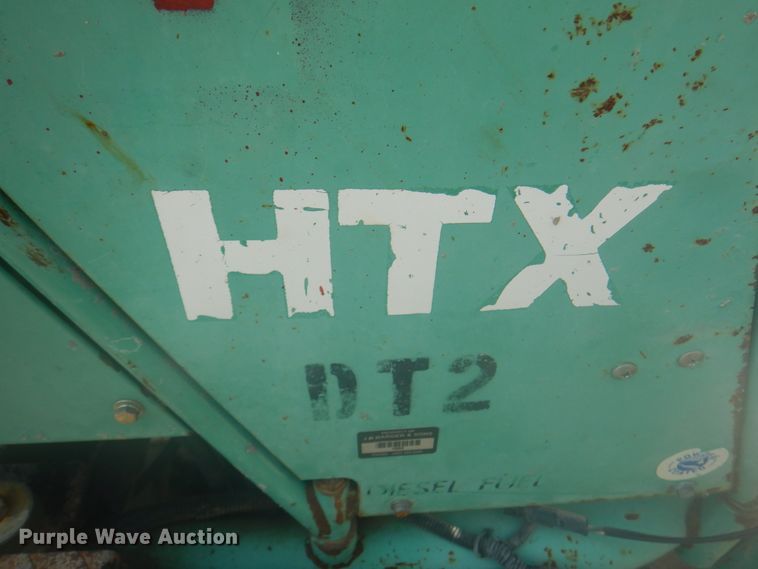 HTX
DT2
DIESEL FUEL
Purple Wave Auction